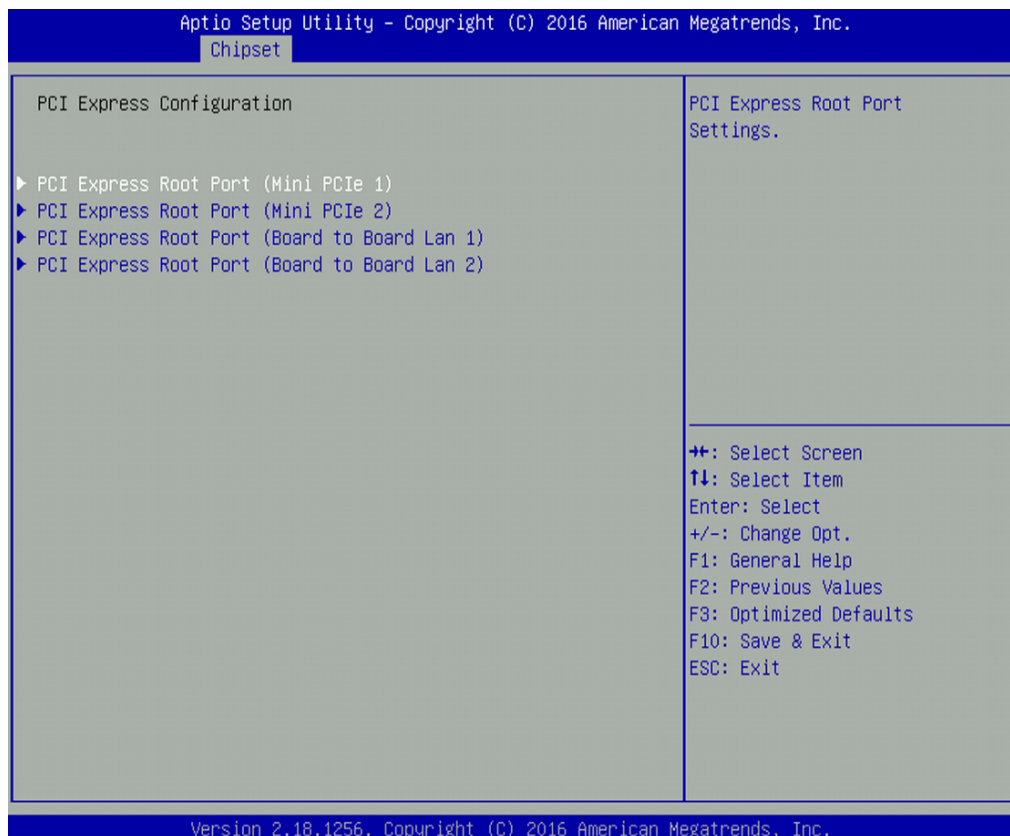 Aptio Setup Utility – Copyright (C) 2016 American Megatrends, Inc.
Chipset
PCI Express Configuration
▶ PCI Express Root Port (Mini PCIe 1)
▶ PCI Express Root Port (Mini PCIe 2)
▶ PCI Express Root Port (Board to Board Lan 1)
▶ PCI Express Root Port (Board to Board Lan 2)
PCI Express Root Port
Settings.
→←: Select Screen
↑↓: Select Item
Enter: Select
+/-: Change Opt.
F1: General Help
F2: Previous Values
F3: Optimized Defaults
F10: Save & Exit
ESC: Exit
Version 2.18.1256. Copyright (C) 2016 American Megatrends, Inc.